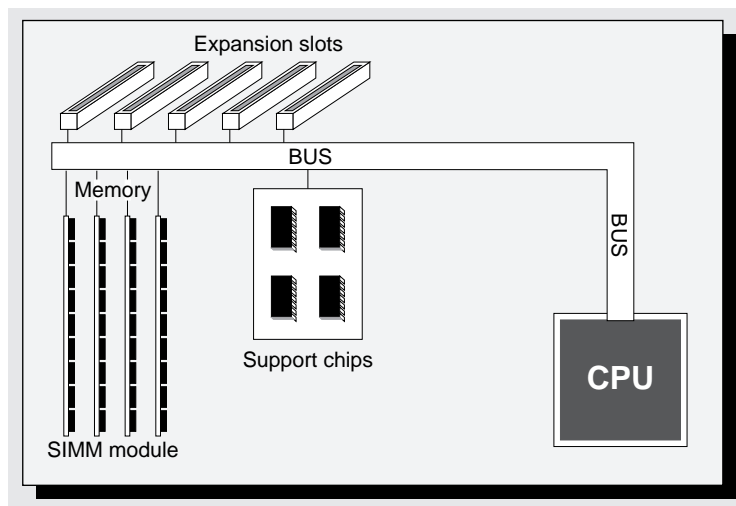 Expansion slots
BUS
Memory
BUS
Support chips
CPU
SIMM module